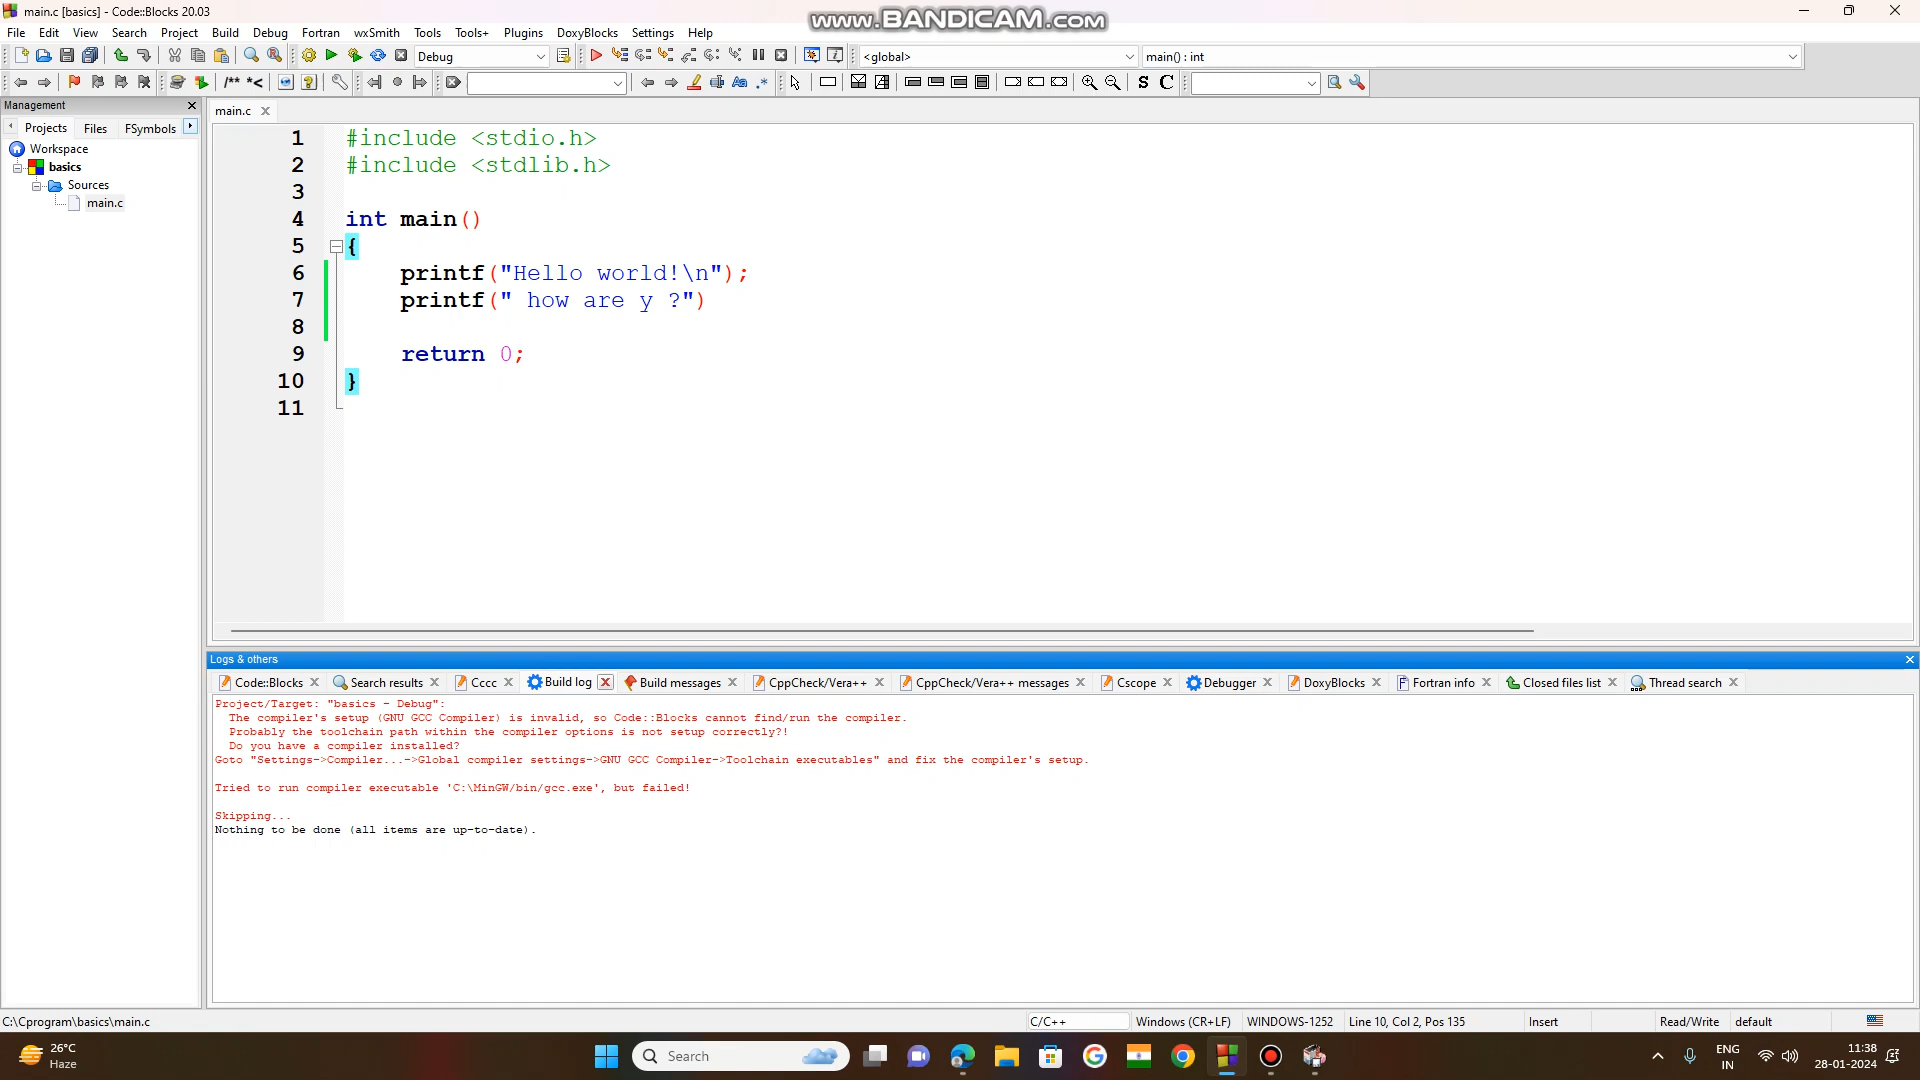 main.c [basics] - Code::Blocks 20.03
www.BANDICAM.com
File Edit View Search Project Build Debug Fortran wxSmith Tools Tools+ Plugins DoxyBlocks Settings Help
Debug <global> main() : int
/** *< Aa .* S C
Management
Projects Files FSymbols
main.c
Workspace
basics
Sources
main.c
1 #include <stdio.h>
2 #include <stdlib.h>
3
4 int main()
5 {
6 printf("Hello world!\n");
7 printf(" how are y ?")
8
9 return 0;
10 }
11
Logs & others
Code::Blocks Search results Cccc Build log Build messages CppCheck/Vera++ CppCheck/Vera++ messages Cscope Debugger DoxyBlocks Fortran info Closed files list Thread search
Project/Target: "basics - Debug":
The compiler's setup (GNU GCC Compiler) is invalid, so Code::Blocks cannot find/run the compiler.
Probably the toolchain path within the compiler options is not setup correctly?!
Do you have a compiler installed?
Goto "Settings->Compiler...->Global compiler settings->GNU GCC Compiler->Toolchain executables" and fix the compiler's setup.
Tried to run compiler executable 'C:\MinGW/bin/gcc.exe', but failed!
Skipping...
Nothing to be done (all items are up-to-date).
C:\Cprogram\basics\main.c C/C++ Windows (CR+LF) WINDOWS-1252 Line 10, Col 2, Pos 135 Insert Read/Write default
26°C
Haze
Search
ENG
IN
11:38
28-01-2024